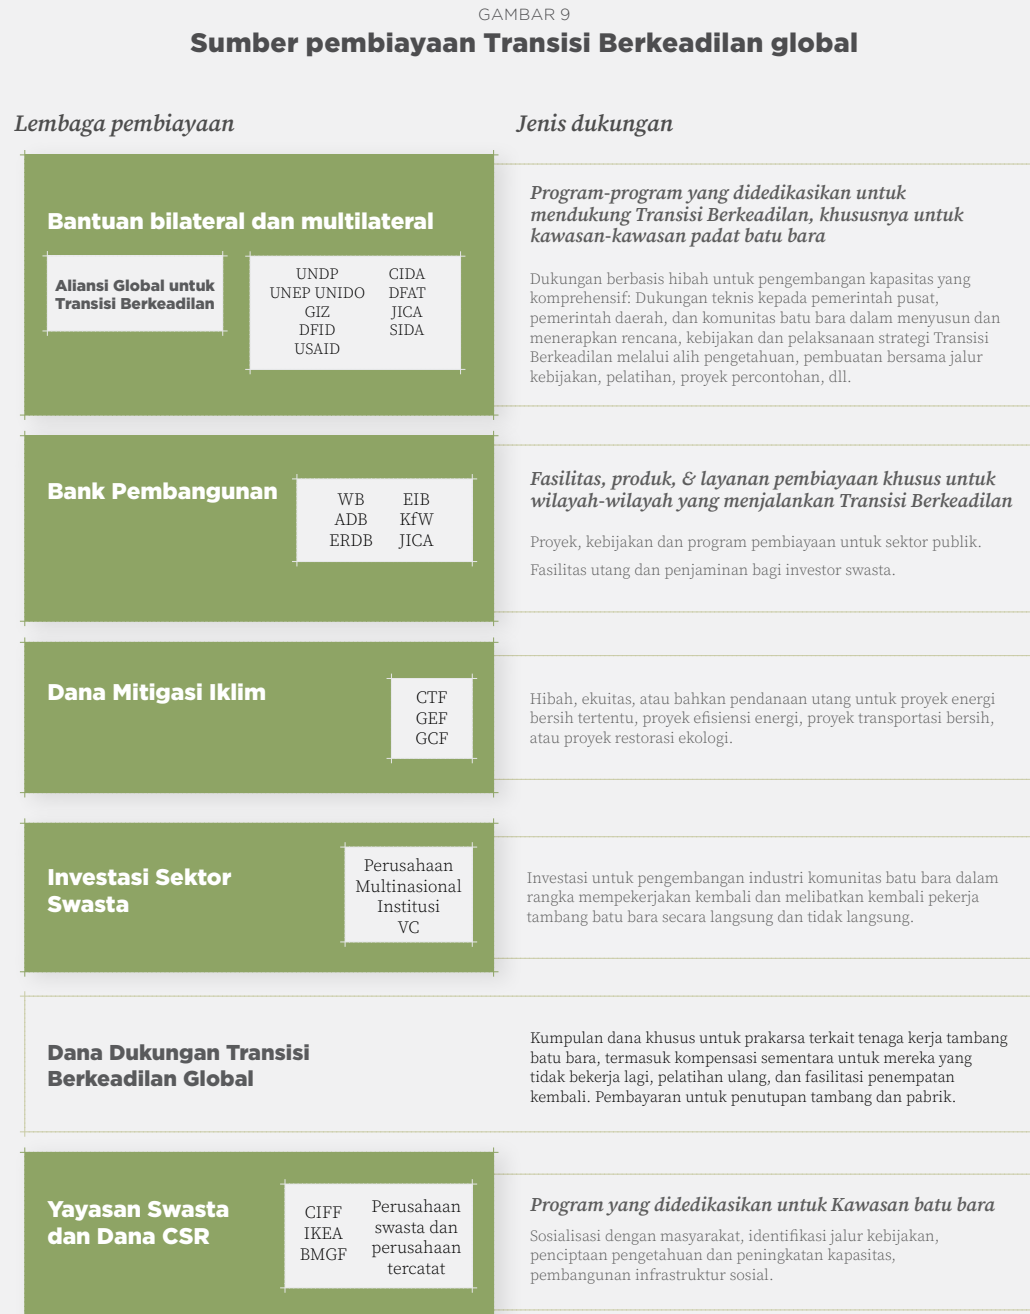 GAMBAR 9
Sumber pembiayaan Transisi Berkeadilan global
Lembaga pembiayaan
Jenis dukungan
Bantuan bilateral dan multilateral
Aliansi Global untuk
Transisi Berkeadilan
UNDP
UNEP UNIDO
GIZ
DFID
USAID
CIDA
DFAT
JICA
SIDA
Program-program yang didedikasikan untuk
mendukung Transisi Berkeadilan, khususnya untuk
kawasan-kawasan padat batu bara
Dukungan berbasis hibah untuk pengembangan kapasitas yang
komprehensif: Dukungan teknis kepada pemerintah pusat,
pemerintah daerah, dan komunitas batu bara dalam menyusun dan
menerapkan rencana, kebijakan dan pelaksanaan strategi Transisi
Berkeadilan melalui alih pengetahuan, pembuatan bersama jalur
kebijakan, pelatihan, proyek percontohan, dll.
Bank Pembangunan
WB
ADB
ERDB
EIB
KfW
JICA
Fasilitas, produk, & layanan pembiayaan khusus untuk
wilayah-wilayah yang menjalankan Transisi Berkeadilan
Proyek, kebijakan dan program pembiayaan untuk sektor publik.
Fasilitas utang dan penjaminan bagi investor swasta.
Dana Mitigasi Iklim
CTF
GEF
GCF
Hibah, ekuitas, atau bahkan pendanaan utang untuk proyek energi
bersih tertentu, proyek efisiensi energi, proyek transportasi bersih,
atau proyek restorasi ekologi.
Investasi Sektor
Swasta
Perusahaan
Multinasional
Institusi
VC
Investasi untuk pengembangan industri komunitas batu bara dalam
rangka mempekerjakan kembali dan melibatkan kembali pekerja
tambang batu bara secara langsung dan tidak langsung.
Dana Dukungan Transisi
Berkeadilan Global
Kumpulan dana khusus untuk prakarsa terkait tenaga kerja tambang
batu bara, termasuk kompensasi sementara untuk mereka yang
tidak bekerja lagi, pelatihan ulang, dan fasilitasi penempatan
kembali. Pembayaran untuk penutupan tambang dan pabrik.
Yayasan Swasta
dan Dana CSR
CIFF
IKEA
BMGF
Perusahaan
swasta dan
perusahaan
tercatat
Program yang didedikasikan untuk Kawasan batu bara
Sosialisasi dengan masyarakat, identifikasi jalur kebijakan,
penciptaan pengetahuan dan peningkatan kapasitas,
pembangunan infrastruktur sosial.